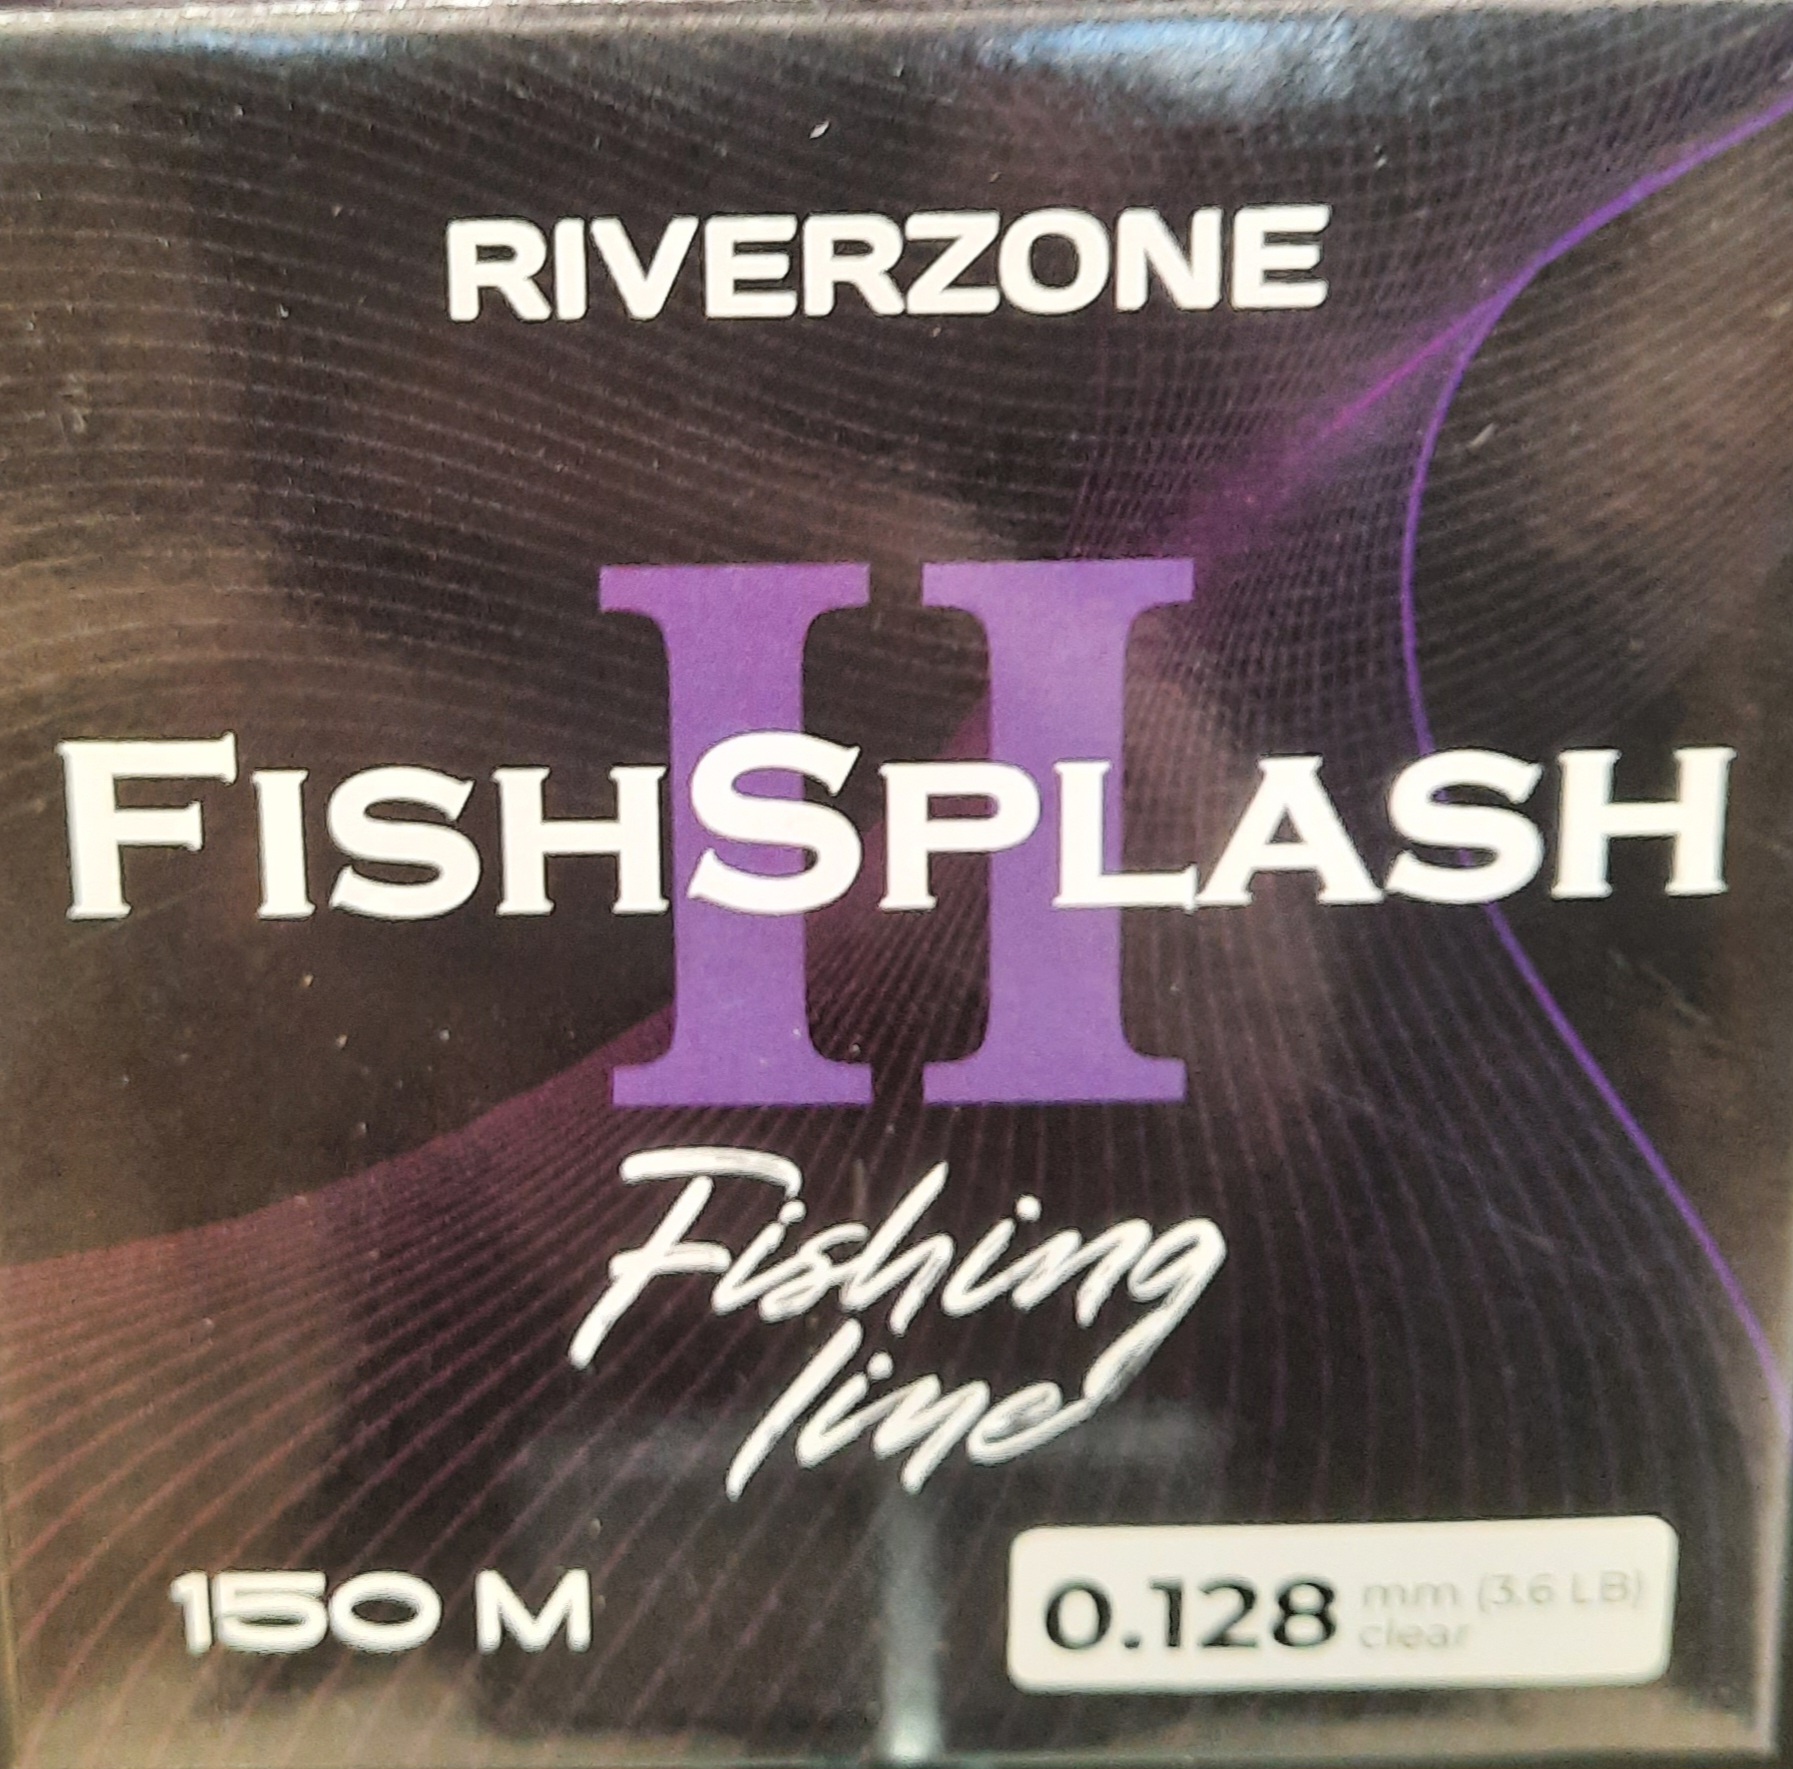 RIVERZONE
II
FISHSPLASH
Fishing
line
150 M
0.128 mm (3.6 LB)
clear